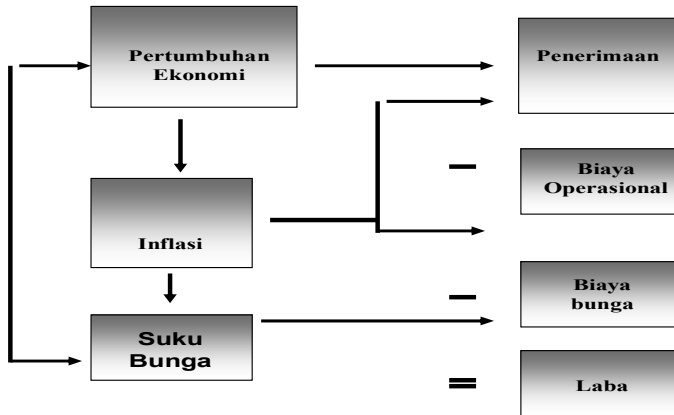 Pertumbuhan
Ekonomi
Penerimaan
Biaya
Operasional
Inflasi
Biaya
bunga
Suku
Bunga
Laba